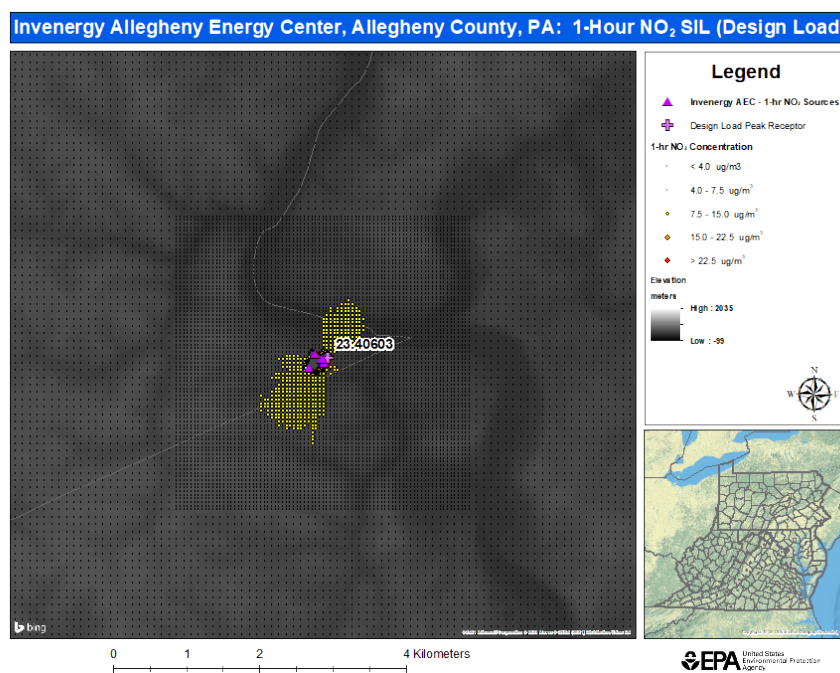 Invenergy Allegheny Energy Center, Allegheny County, PA: 1-Hour NO₂ SIL (Design Load
Legend
Invenergy AEC - 1-hr NO₂ Sources
Design Load Peak Receptor
1-hr NO₂ Concentration
< 4.0 ug/m3
4.0 - 7.5 ug/m³
7.5 - 15.0 ug/m³
15.0 - 22.5 ug/m³
> 22.5 ug/m³
Elevation
meters
High : 2035
Low : -99
N
W E
S
23.40603
bing
0 1 2 4 Kilometers
EPA
United States
Environmental Protection
Agency